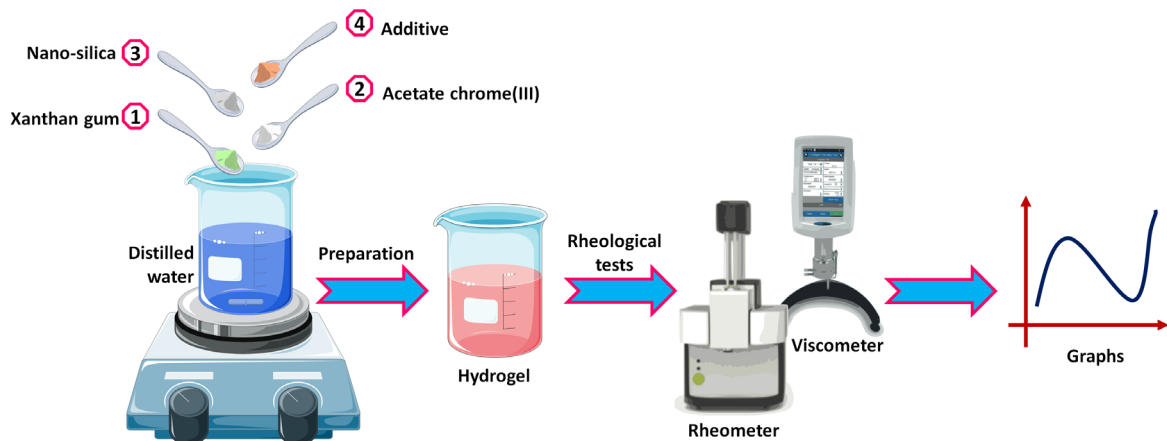 4
Additive
Nano-silica
3
2
Acetate chrome(III)
Xanthan gum
1
Distilled
water
Preparation
Hydrogel
Rheological
tests
Rheometer
Viscometer
Graphs